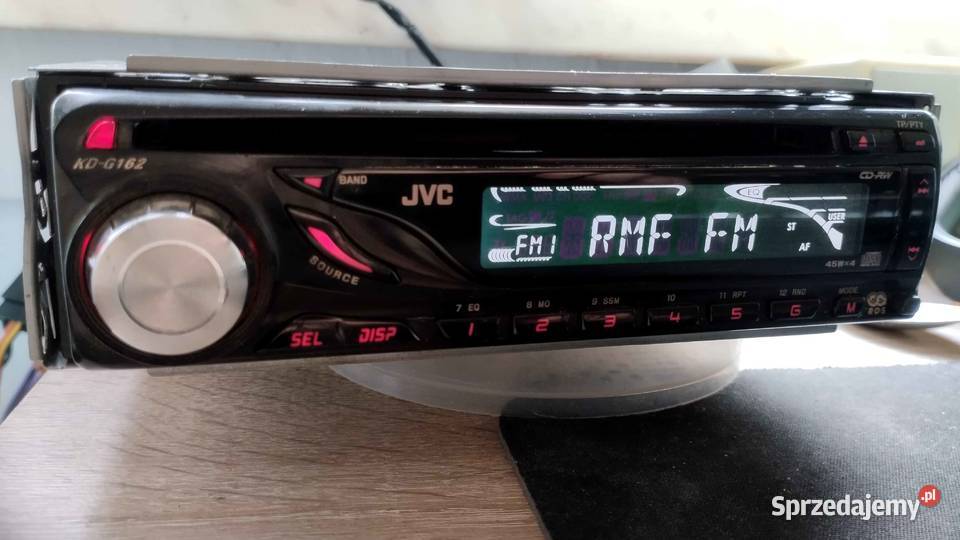 TP/PTY
KD-G162
BAND
JVC
CD-R/RW
EQ
FM1 RMF FM
USER
ST
AF
45W×4
SOURCE
7 EQ 8 MO 9 SSM 10 11 RPT 12 RND MODE
SEL DISP 1 2 3 4 5 6 M
RDS
Sprzedajemy.pl